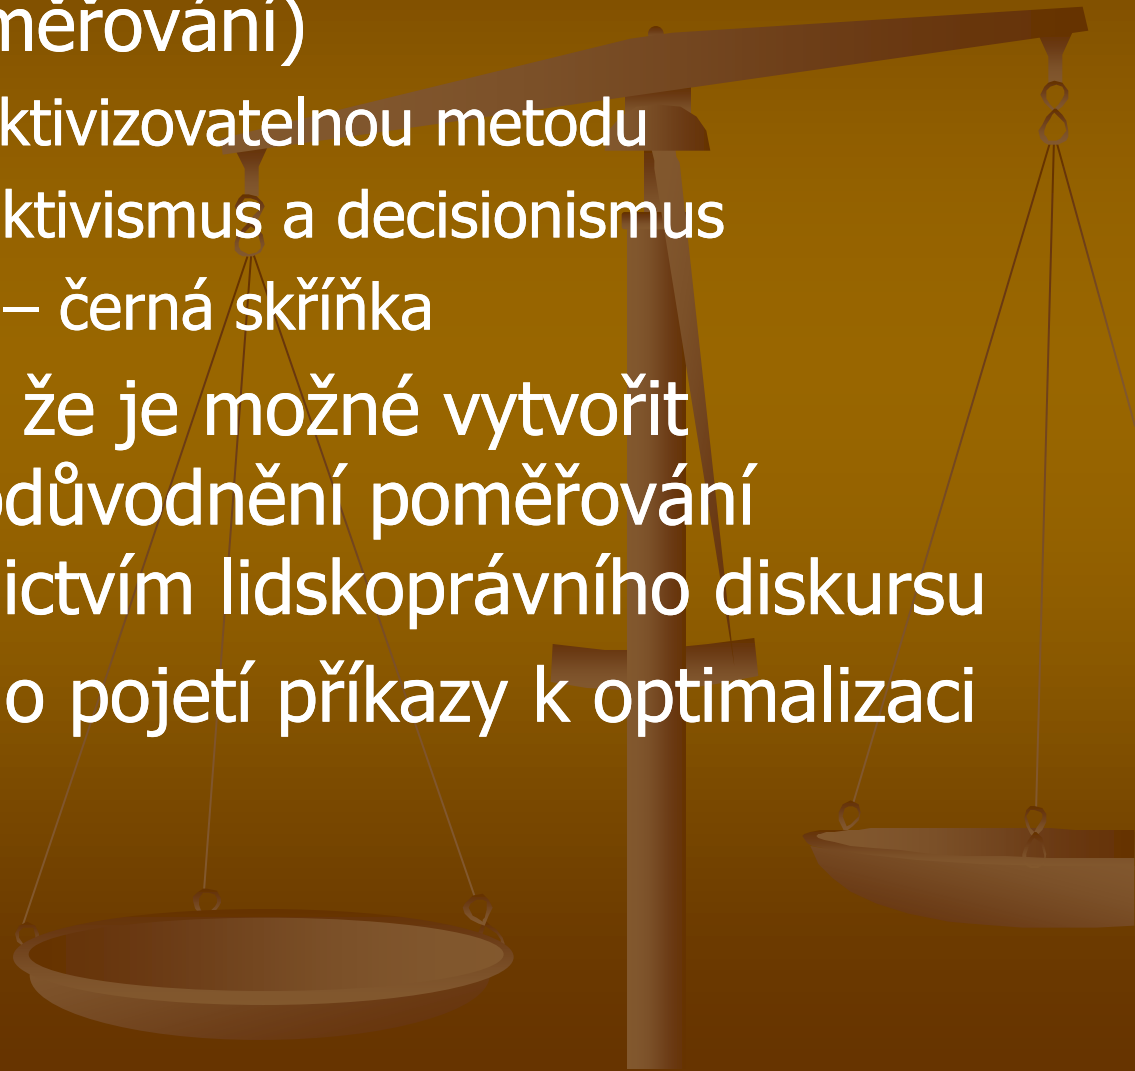 měřování)
ktivizovatelnou metodu
ktivismus a decisionismus
– černá skříňka
že je možné vytvořit
odůvodnění poměřování
ictvím lidskoprávního diskursu
o pojetí příkazy k optimalizaci